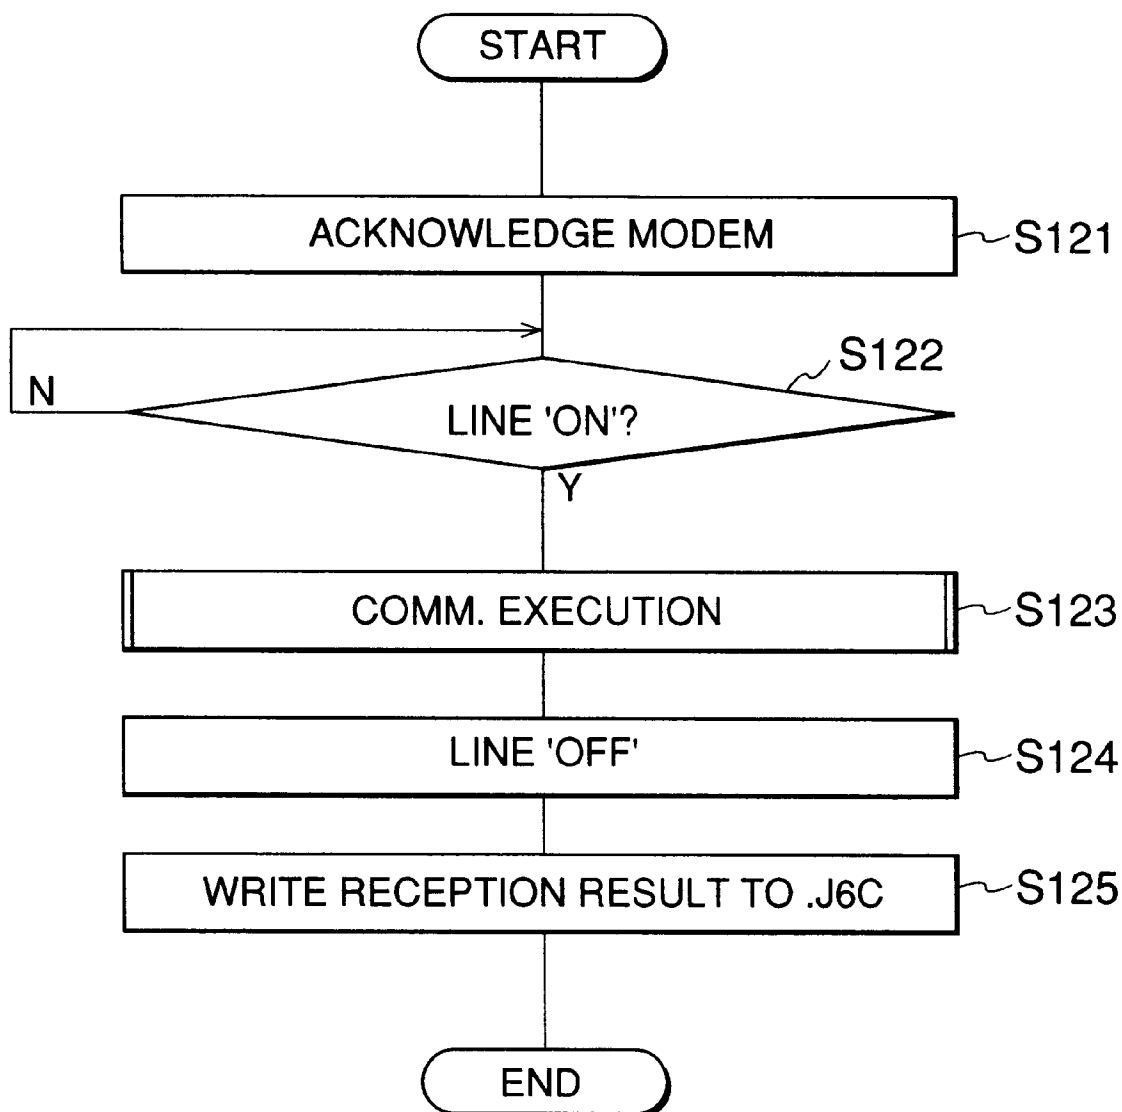 START
ACKNOWLEDGE MODEM
S121
S122
N
LINE 'ON'?
Y
COMM. EXECUTION
S123
LINE 'OFF'
S124
WRITE RECEPTION RESULT TO .J6C
S125
END